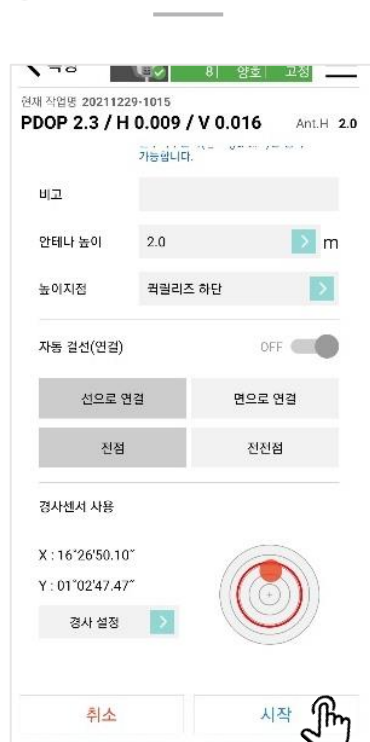 8| 양호| 고정
현재 작업명 20211229-1015
PDOP 2.3 / H 0.009 / V 0.016 Ant.H 2.0
가능합니다.
비고
안테나 높이 2.0 m
높이지점 퀵릴리즈 하단
자동 결선(연결) OFF
선으로 연결 면으로 연결
전점 전전점
경사센서 사용
X : 16°26'50.10"
Y : 01°02'47.47"
경사 설정
취소 시작